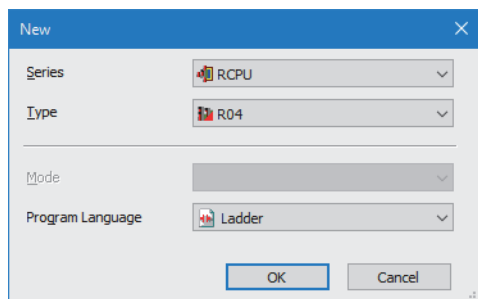 New
Series RCPU
Type R04
Mode
Program Language Ladder
OK Cancel